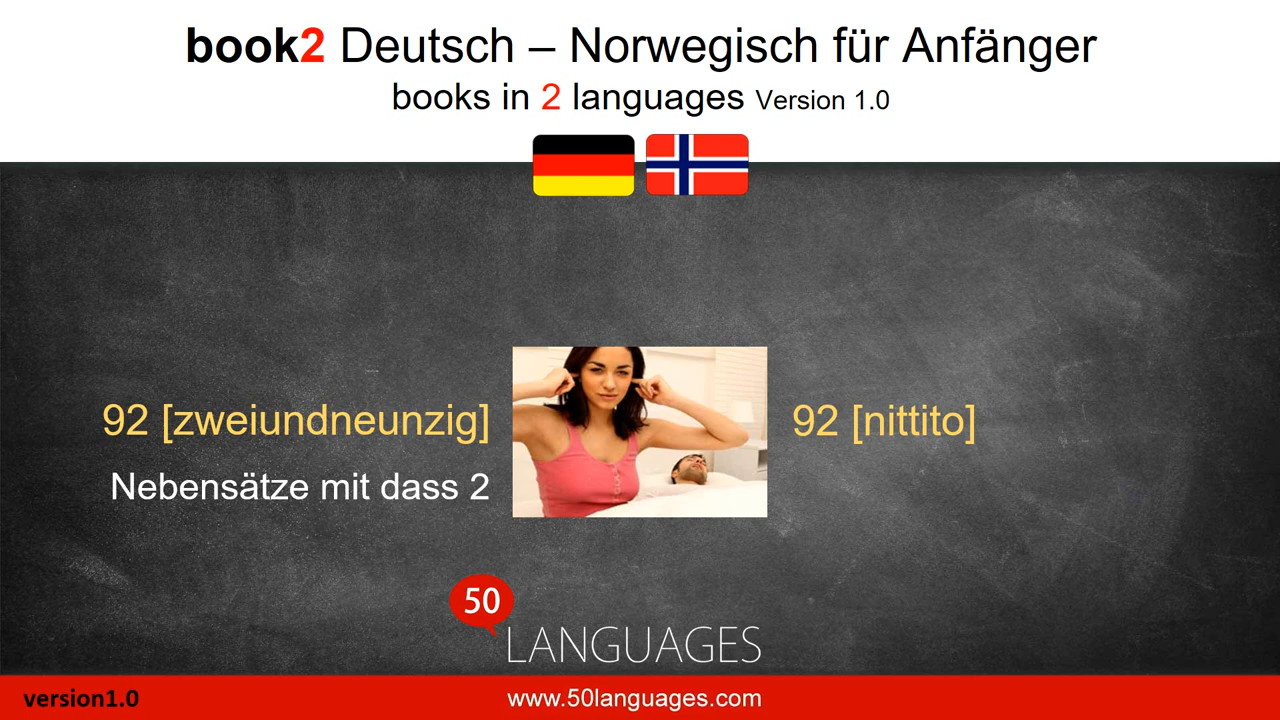 book2 Deutsch – Norwegisch für Anfänger
books in 2 languages Version 1.0
92 [zweiundneunzig]
Nebensätze mit dass 2
92 [nittito]
50
LANGUAGES
version1.0
www.50languages.com